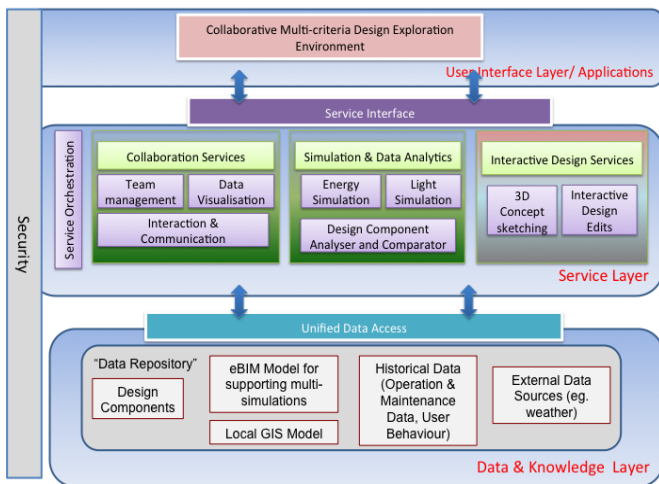 Collaborative Multi-criteria Design Exploration
Environment
User Interface Layer/ Applications
Service Interface
Security
Service Orchestration
Collaboration Services
Team
management
Data
Visualisation
Interaction &
Communication
Simulation & Data Analytics
Energy
Simulation
Light
Simulation
Design Component
Analyser and Comparator
Interactive Design Services
3D
Concept
sketching
Interactive
Design
Edits
Service Layer
Unified Data Access
“Data Repository”
Design
Components
eBIM Model for
supporting multi-
simulations
Local GIS Model
Historical Data
(Operation &
Maintenance
Data, User
Behaviour)
External Data
Sources (eg.
weather)
Data & Knowledge Layer